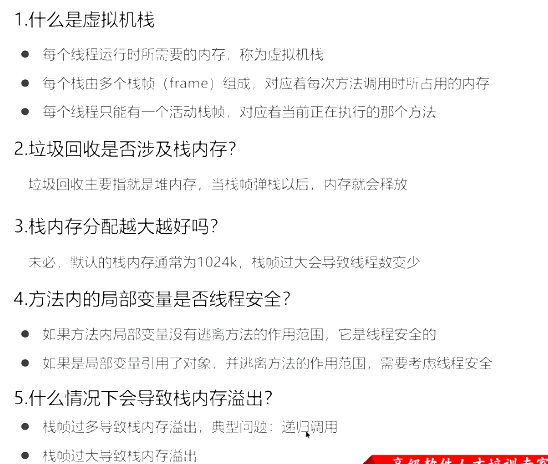 1.什么是虚拟机栈
● 每个线程运行时所需要的内存，称为虚拟机栈
● 每个栈由多个栈帧（frame）组成，对应着每次方法调用时所占用的内存
● 每个线程只能有一个活动栈帧，对应着当前正在执行的那个方法
2.垃圾回收是否涉及栈内存？
垃圾回收主要指就是堆内存，当栈帧弹栈以后，内存就会释放
3.栈内存分配越大越好吗？
未必，默认的栈内存通常为1024k，栈帧过大会导致线程数变少
4.方法内的局部变量是否线程安全？
● 如果方法内局部变量没有逃离方法的作用范围，它是线程安全的
● 如果是局部变量引用了对象，并逃离方法的作用范围，需要考虑线程安全
5.什么情况下会导致栈内存溢出？
● 栈帧过多导致栈内存溢出，典型问题：递归调用
● 栈帧过大导致栈内存溢出
高级软件人才培训专家